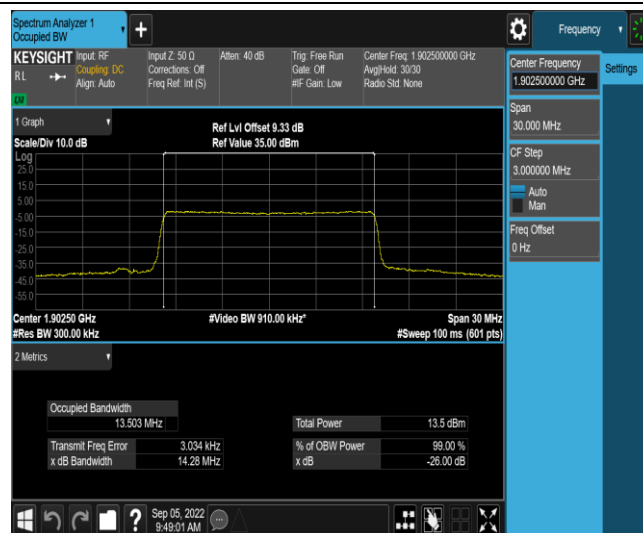 Spectrum Analyzer 1
Occupied BW
Frequency
KEYSIGHT Input: RF Input Z: 50 Ω Atten: 40 dB Trig: Free Run Center Freq: 1.902500000 GHz
RL Coupling: DC Corrections: Off Gate: Off Avg|Hold: 30/30
Align: Auto Freq Ref: Int (S) #IF Gain: Low Radio Std: None
Center Frequency
1.902500000 GHz
Settings
Span
30.000 MHz
CF Step
3.000000 MHz
Auto
Man
Freq Offset
0 Hz
1 Graph
Ref Lvl Offset 9.33 dB
Scale/Div 10.0 dB Ref Value 35.00 dBm
Log
25.0
15.0
5.00
-5.00
-15.0
-25.0
-35.0
-45.0
-55.0
Center 1.90250 GHz #Video BW 910.00 kHz* Span 30 MHz
#Res BW 300.00 kHz #Sweep 100 ms (601 pts)
2 Metrics
Occupied Bandwidth
13.503 MHz Total Power 13.5 dBm
Transmit Freq Error 3.034 kHz % of OBW Power 99.00 %
x dB Bandwidth 14.28 MHz x dB -26.00 dB
Sep 05, 2022
9:49:01 AM